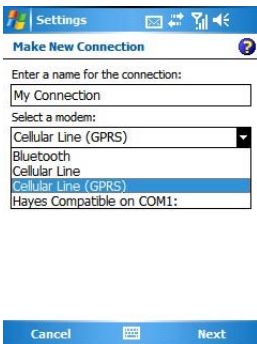 Settings
Make New Connection
Enter a name for the connection:
My Connection
Select a modem:
Cellular Line (GPRS)
Bluetooth
Cellular Line
Cellular Line (GPRS)
Hayes Compatible on COM1:
Cancel
Next